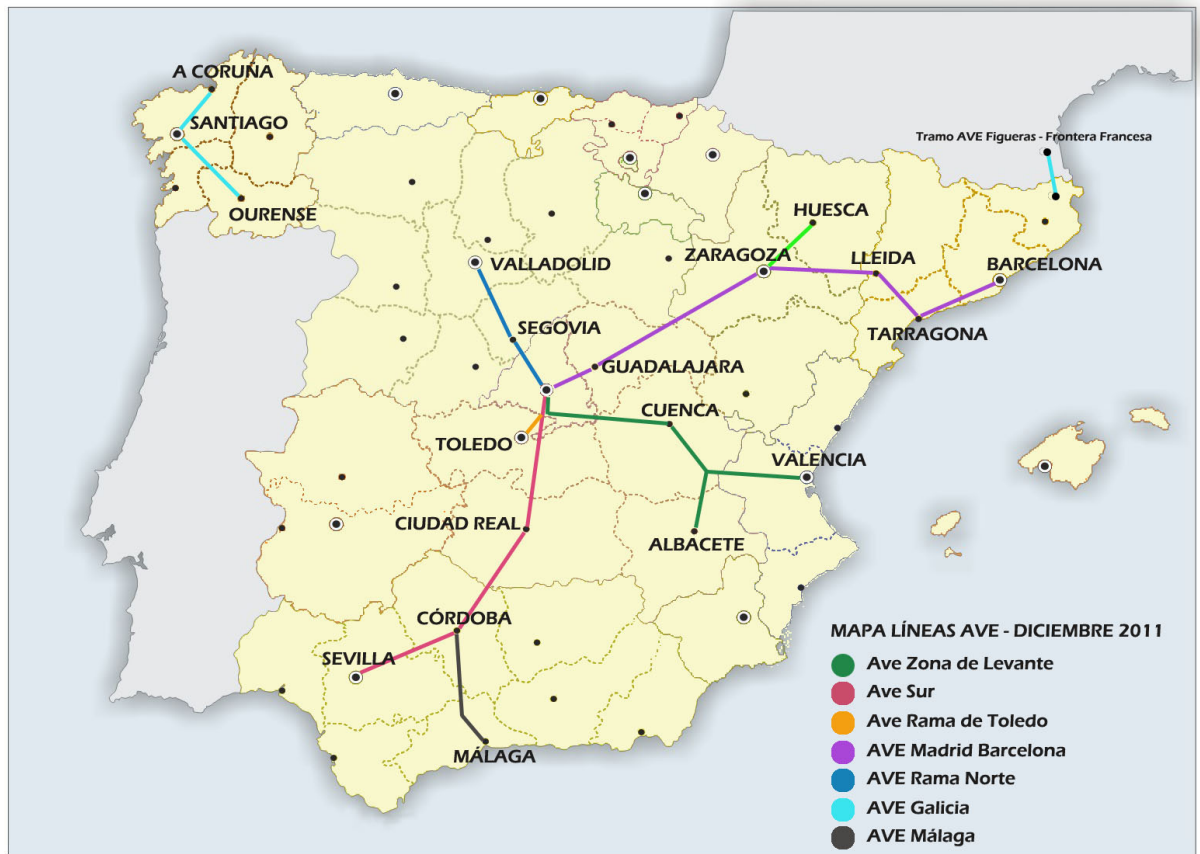 A CORUÑA
SANTIAGO
OURENSE
Tramo AVE Figueras - Frontera Francesa
HUESCA
ZARAGOZA
LLEIDA
BARCELONA
TARRAGONA
VALLADOLID
SEGOVIA
GUADALAJARA
CUENCA
TOLEDO
VALENCIA
CIUDAD REAL
ALBACETE
CÓRDOBA
SEVILLA
MÁLAGA
MAPA LÍNEAS AVE - DICIEMBRE 2011
Ave Zona de Levante
Ave Sur
Ave Rama de Toledo
AVE Madrid Barcelona
AVE Rama Norte
AVE Galicia
AVE Málaga